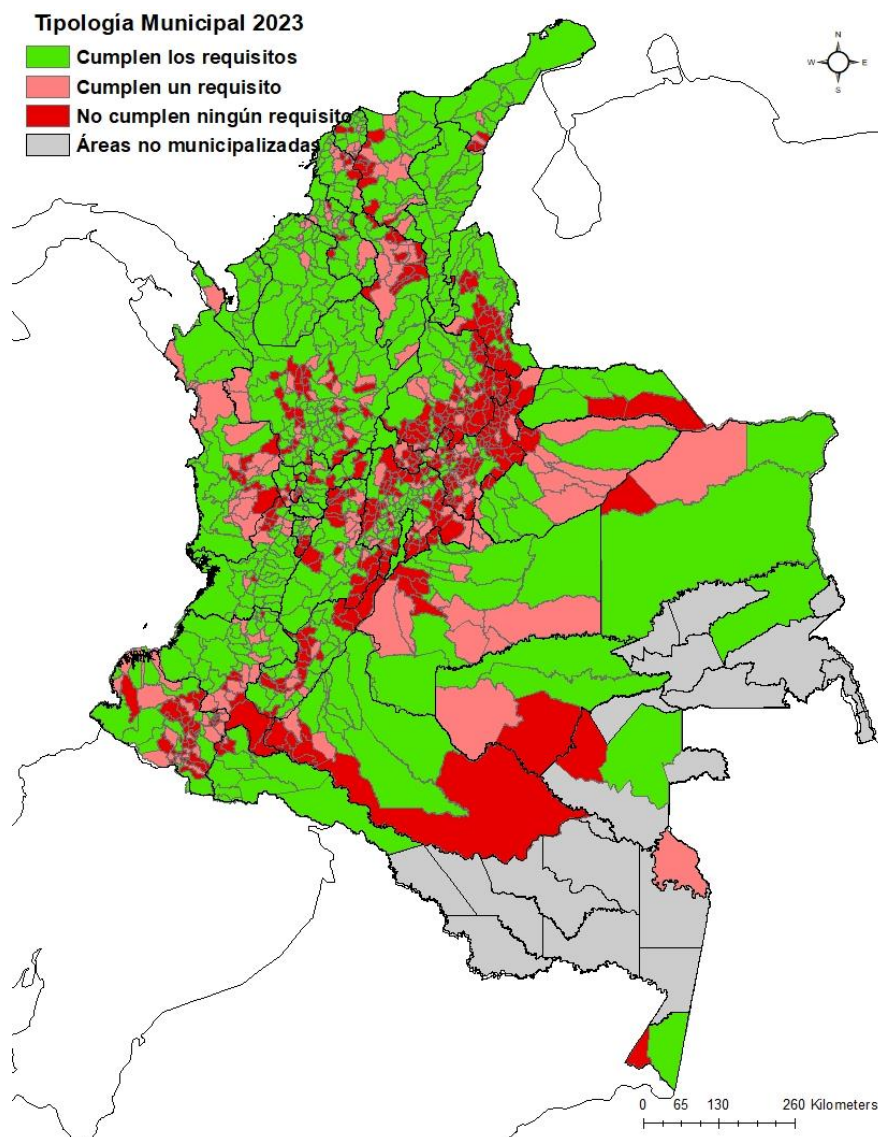 Tipología Municipal 2023
Cumplen los requisitos
Cumplen un requisito
No cumplen ningún requisito
Áreas no municipalizadas
N
W E
S
0 65 130 260 Kilometers